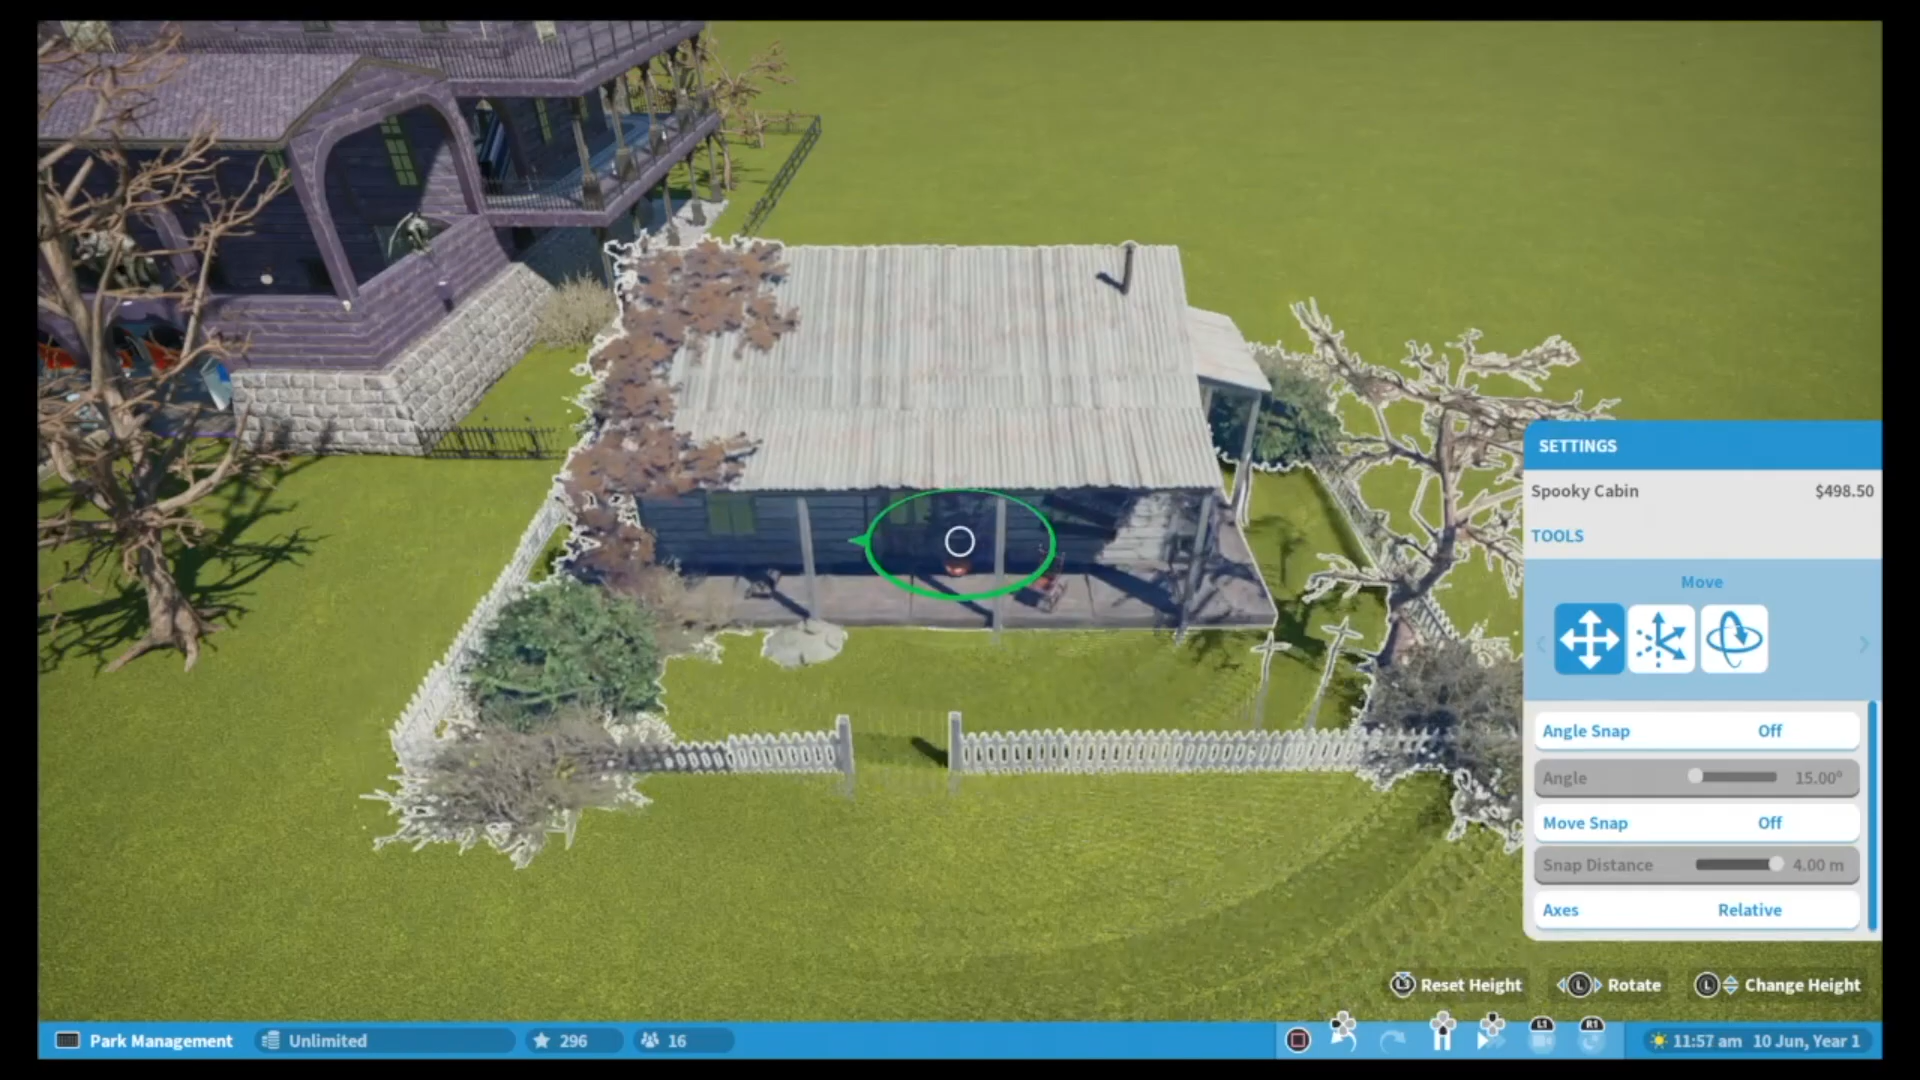 SETTINGS
Spooky Cabin $498.50
TOOLS
Move
Angle Snap Off
Angle 15.00°
Move Snap Off
Snap Distance 4.00 m
Axes Relative
Reset Height L Rotate L Change Height
Park Management Unlimited 296 16 L1 R1 11:57 am 10 Jun, Year 1